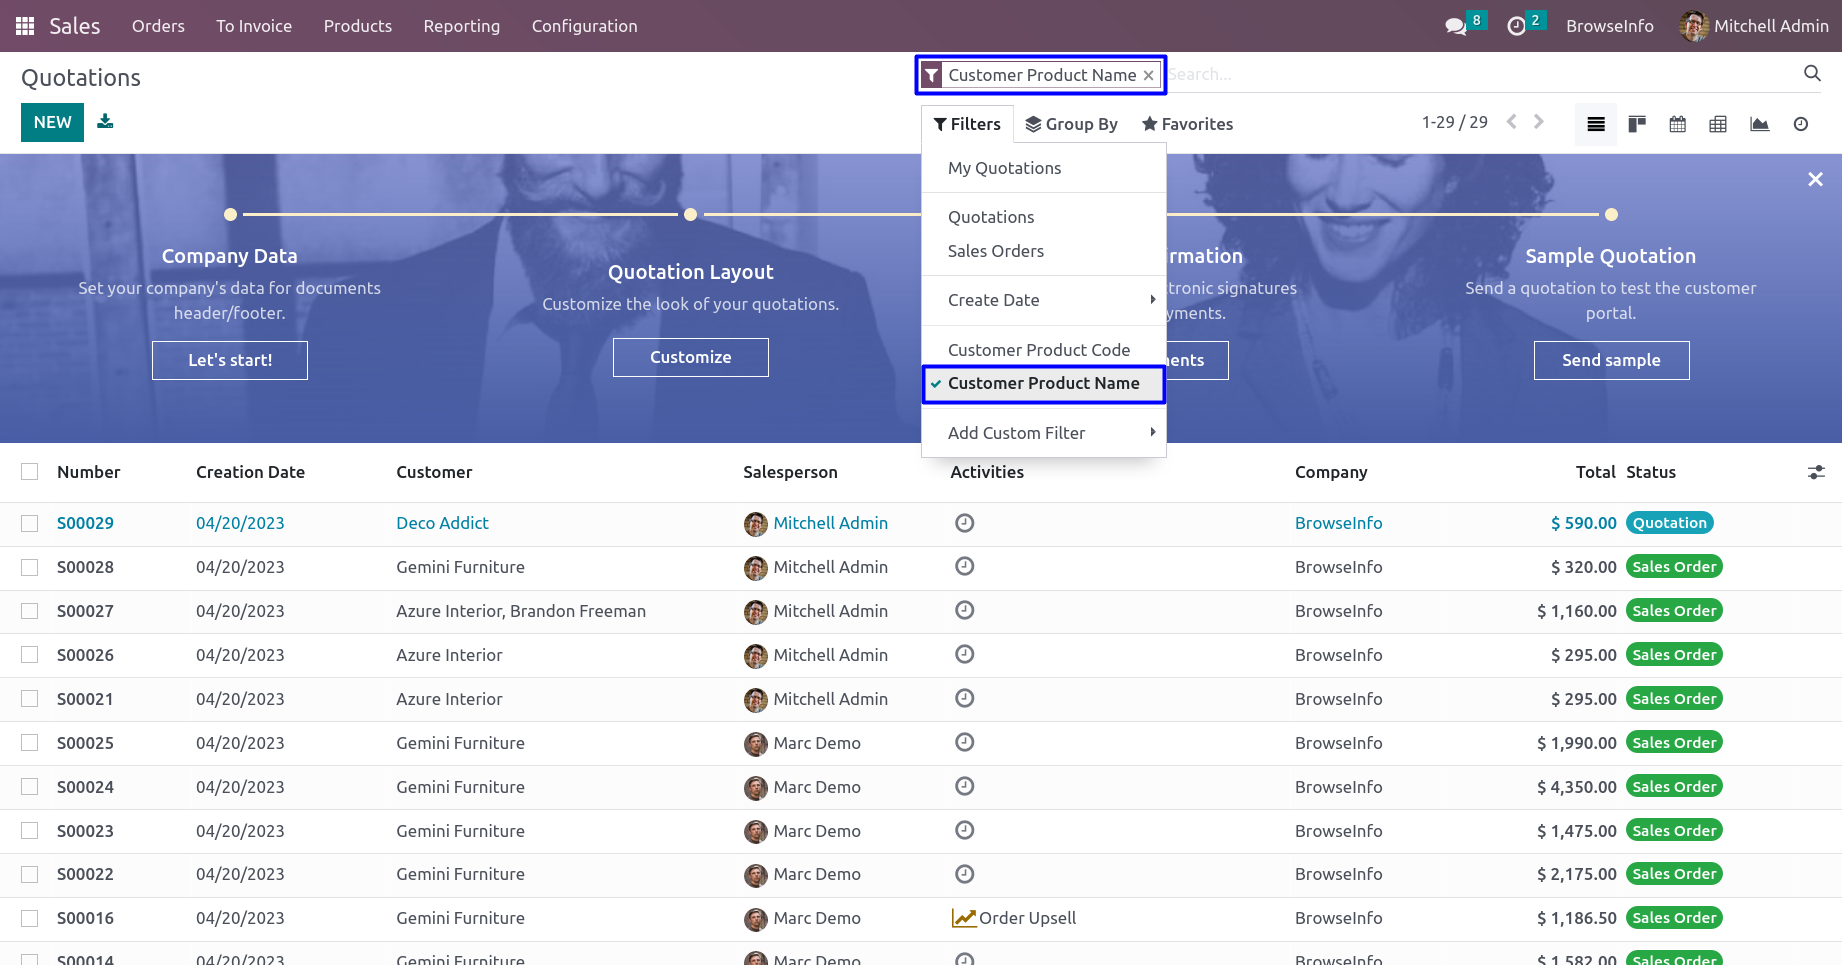 Sales Orders To Invoice Products Reporting Configuration 8 2 BrowseInfo Mitchell Admin
Quotations
Customer Product Name × Search...
NEW
Filters Group By Favorites 1-29 / 29
My Quotations
Quotations
Sales Orders
Create Date
Customer Product Code
Customer Product Name
Add Custom Filter
Company Data
Set your company's data for documents
header/footer.
Let's start!
Quotation Layout
Customize the look of your quotations.
Customize
Sample Quotation
Send a quotation to test the customer
portal.
Send sample
Number Creation Date Customer Salesperson Activities Company Total Status
S00029 04/20/2023 Deco Addict Mitchell Admin BrowseInfo $ 590.00 Quotation
S00028 04/20/2023 Gemini Furniture Mitchell Admin BrowseInfo $ 320.00 Sales Order
S00027 04/20/2023 Azure Interior, Brandon Freeman Mitchell Admin BrowseInfo $ 1,160.00 Sales Order
S00026 04/20/2023 Azure Interior Mitchell Admin BrowseInfo $ 295.00 Sales Order
S00021 04/20/2023 Azure Interior Mitchell Admin BrowseInfo $ 295.00 Sales Order
S00025 04/20/2023 Gemini Furniture Marc Demo BrowseInfo $ 1,990.00 Sales Order
S00024 04/20/2023 Gemini Furniture Marc Demo BrowseInfo $ 4,350.00 Sales Order
S00023 04/20/2023 Gemini Furniture Marc Demo BrowseInfo $ 1,475.00 Sales Order
S00022 04/20/2023 Gemini Furniture Marc Demo BrowseInfo $ 2,175.00 Sales Order
S00016 04/20/2023 Gemini Furniture Marc Demo Order Upsell BrowseInfo $ 1,186.50 Sales Order
S00014 04/20/2023 Gemini Furniture Marc Demo BrowseInfo $ 1,582.00 Sales Order